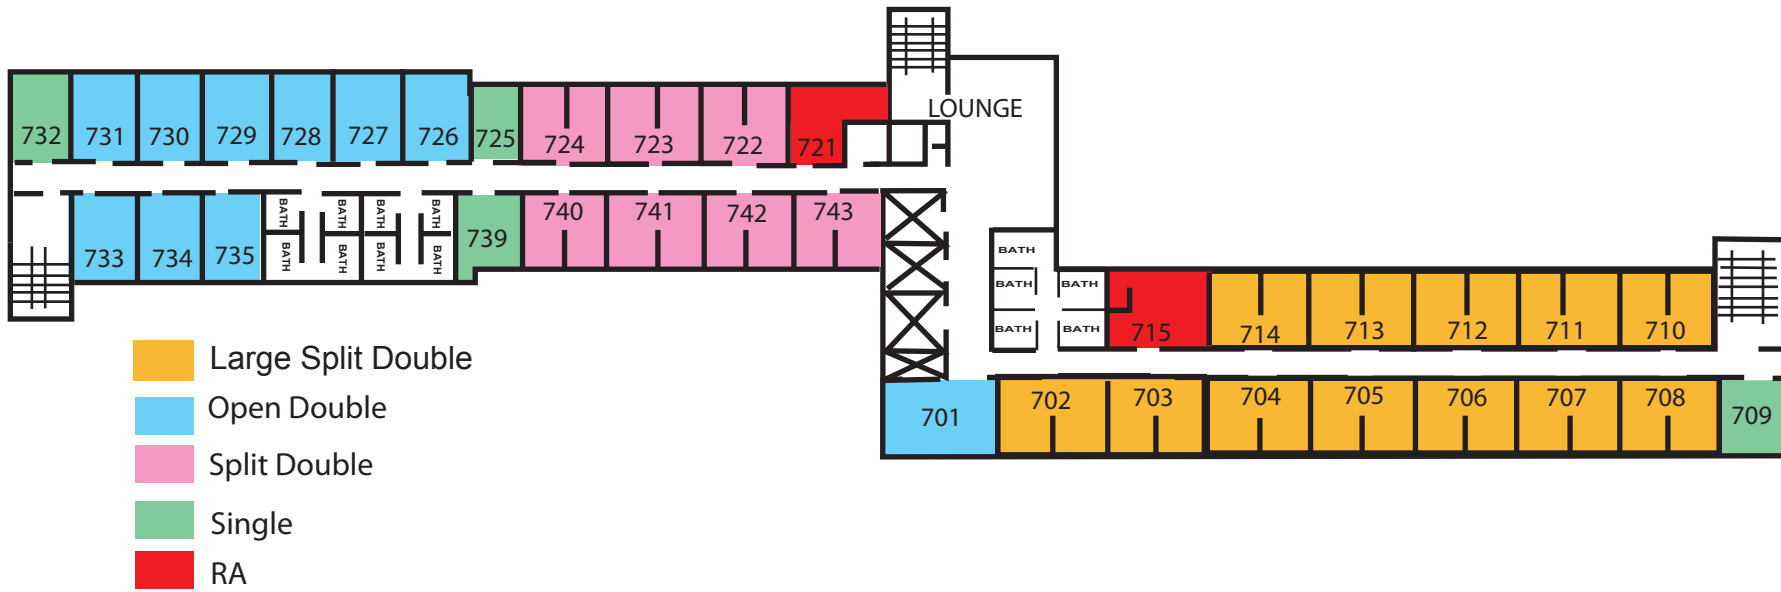 LOUNGE
732
731
730
729
728
727
726
725
724
723
722
721
733
734
735
BATH
BATH
BATH
BATH
BATH
BATH
BATH
BATH
739
740
741
742
743
BATH
BATH
BATH
BATH
BATH
715
714
713
712
711
710
701
702
703
704
705
706
707
708
709
Large Split Double
Open Double
Split Double
Single
RA